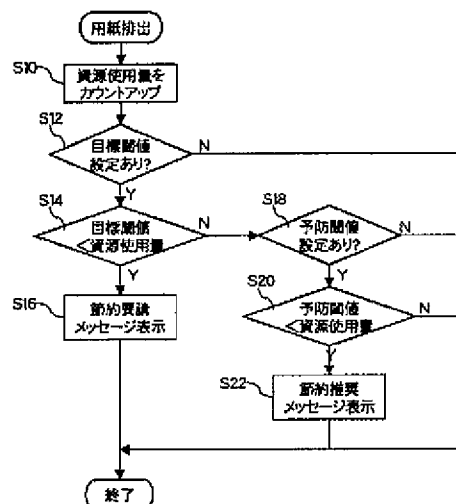 用紙排出
S10
資源使用量を
カウントアップ
S12
目標閾値
設定あり?
N
Y
S14
目標閾値
<資源使用量
N
Y
S18
予防閾値
設定あり?
N
Y
S16
節約要請
メッセージ表示
S20
予防閾値
<資源使用量
N
Y
S22
節約推奨
メッセージ表示
終了